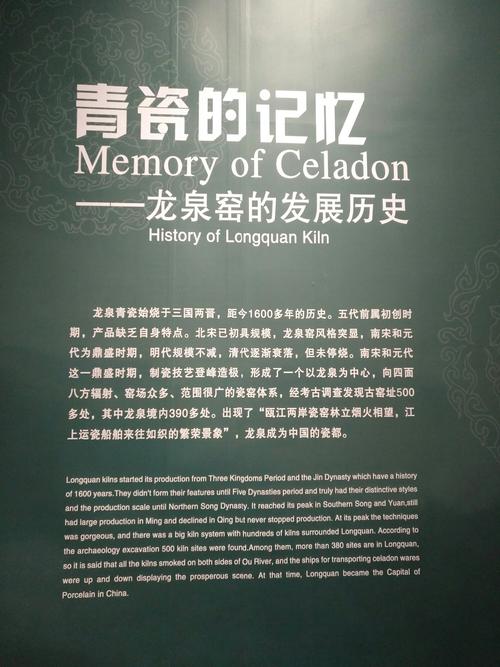 青瓷的记忆
Memory of Celadon
——龙泉窑的发展历史
History of Longquan Kiln
龙泉青瓷始烧于三国两晋，距今1600多年的历史。五代前属初创时
期，产品缺乏自身特点。北宋已初具规模，龙泉窑风格突显，南宋和元
代为鼎盛时期，明代规模不减，清代逐渐衰落，但未停烧。南宋和元代
这一鼎盛时期，制瓷技艺登峰造极，形成了一个以龙泉为中心，向四面
八方辐射、窑场众多、范围很广的瓷窑体系，经考古调查发现古窑址500
多处，其中龙泉境内390多处。出现了“瓯江两岸瓷窑林立烟火相望，江
上运瓷船舶来往如织的繁荣景象”，龙泉成为中国的瓷都。
Longquan kilns started its production from Three Kingdoms Period and the Jin Dynasty which have a history
of 1600 years.They didn't form their features until Five Dynasties period and truly had their distinctive styles
and the production scale until Northern Song Dynasty. It reached its peak in Southern Song and Yuan,still
had large production in Ming and declined in Qing but never stopped production. At its peak the techniques
was gorgeous, and there was a big kiln system with hundreds of kilns surrounded Longquan. According to
the archaeology excavation 500 kiln sites were found.Among them, more than 380 sites are in Longquan,
so it is said that all the kilns smoked on both sides of Ou River, and the ships for transporting celadon wares
were up and down displaying the prosperous scene. At that time, Longquan became the Capital of
Porcelain in China.